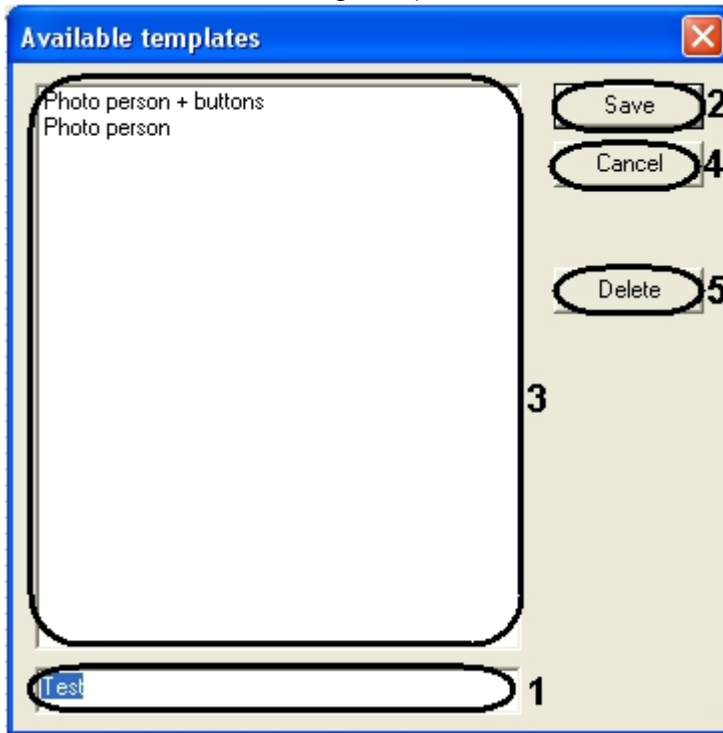 Available templates
Photo person + buttons
Photo person
Save
2
Cancel
4
Delete
5
3
Test
1